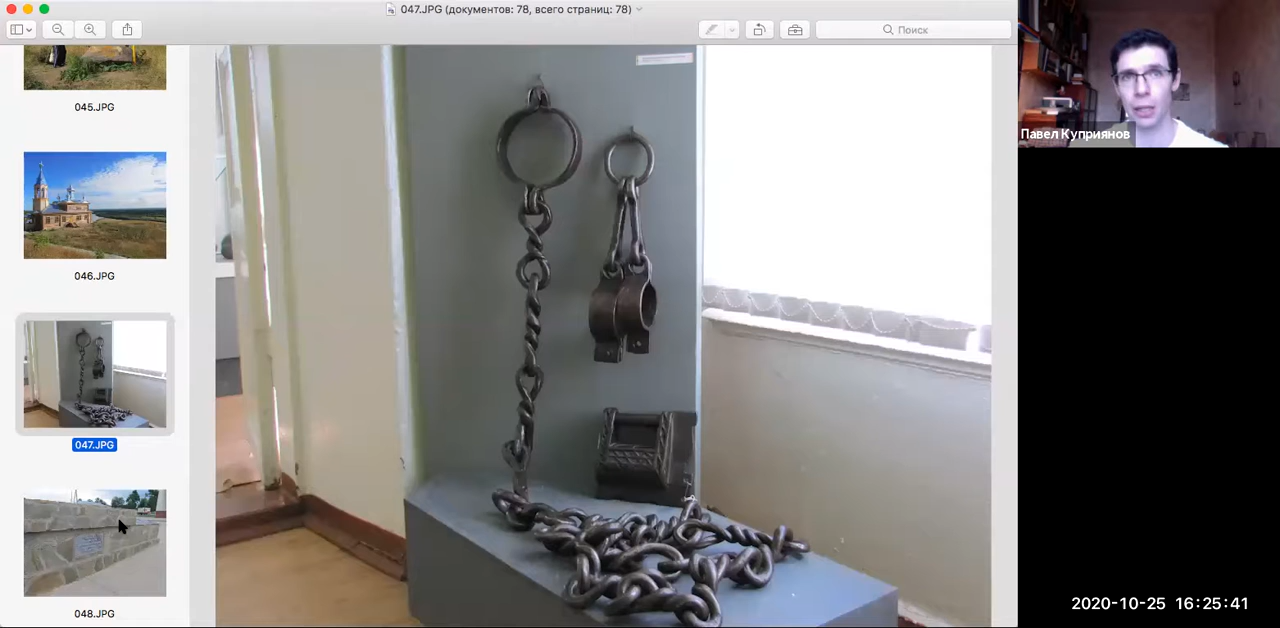 047.JPG (документов: 78, всего страниц: 78)
Поиск
045.JPG
046.JPG
047.JPG
048.JPG
Павел Куприянов
2020-10-25 16:25:41